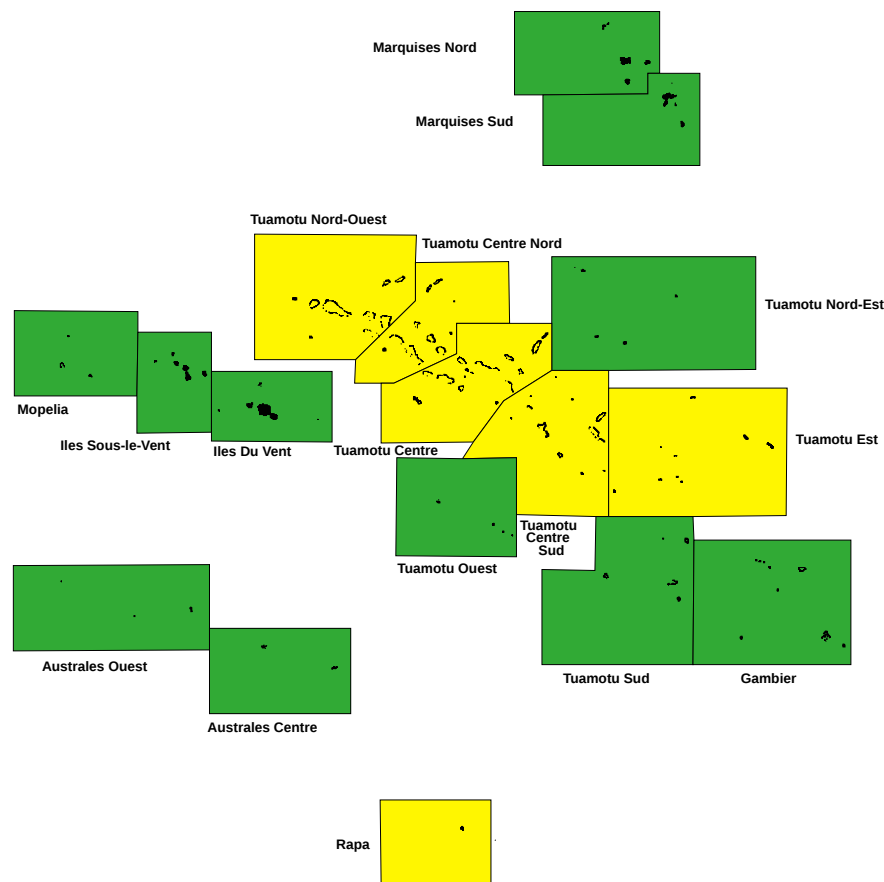 Marquises Nord
Marquises Sud
Tuamotu Nord-Ouest
Tuamotu Centre Nord
Tuamotu Nord-Est
Mopelia
Iles Sous-le-Vent
Iles Du Vent
Tuamotu Centre
Tuamotu Est
Tuamotu
Centre
Sud
Tuamotu Ouest
Australes Ouest
Tuamotu Sud
Gambier
Australes Centre
Rapa